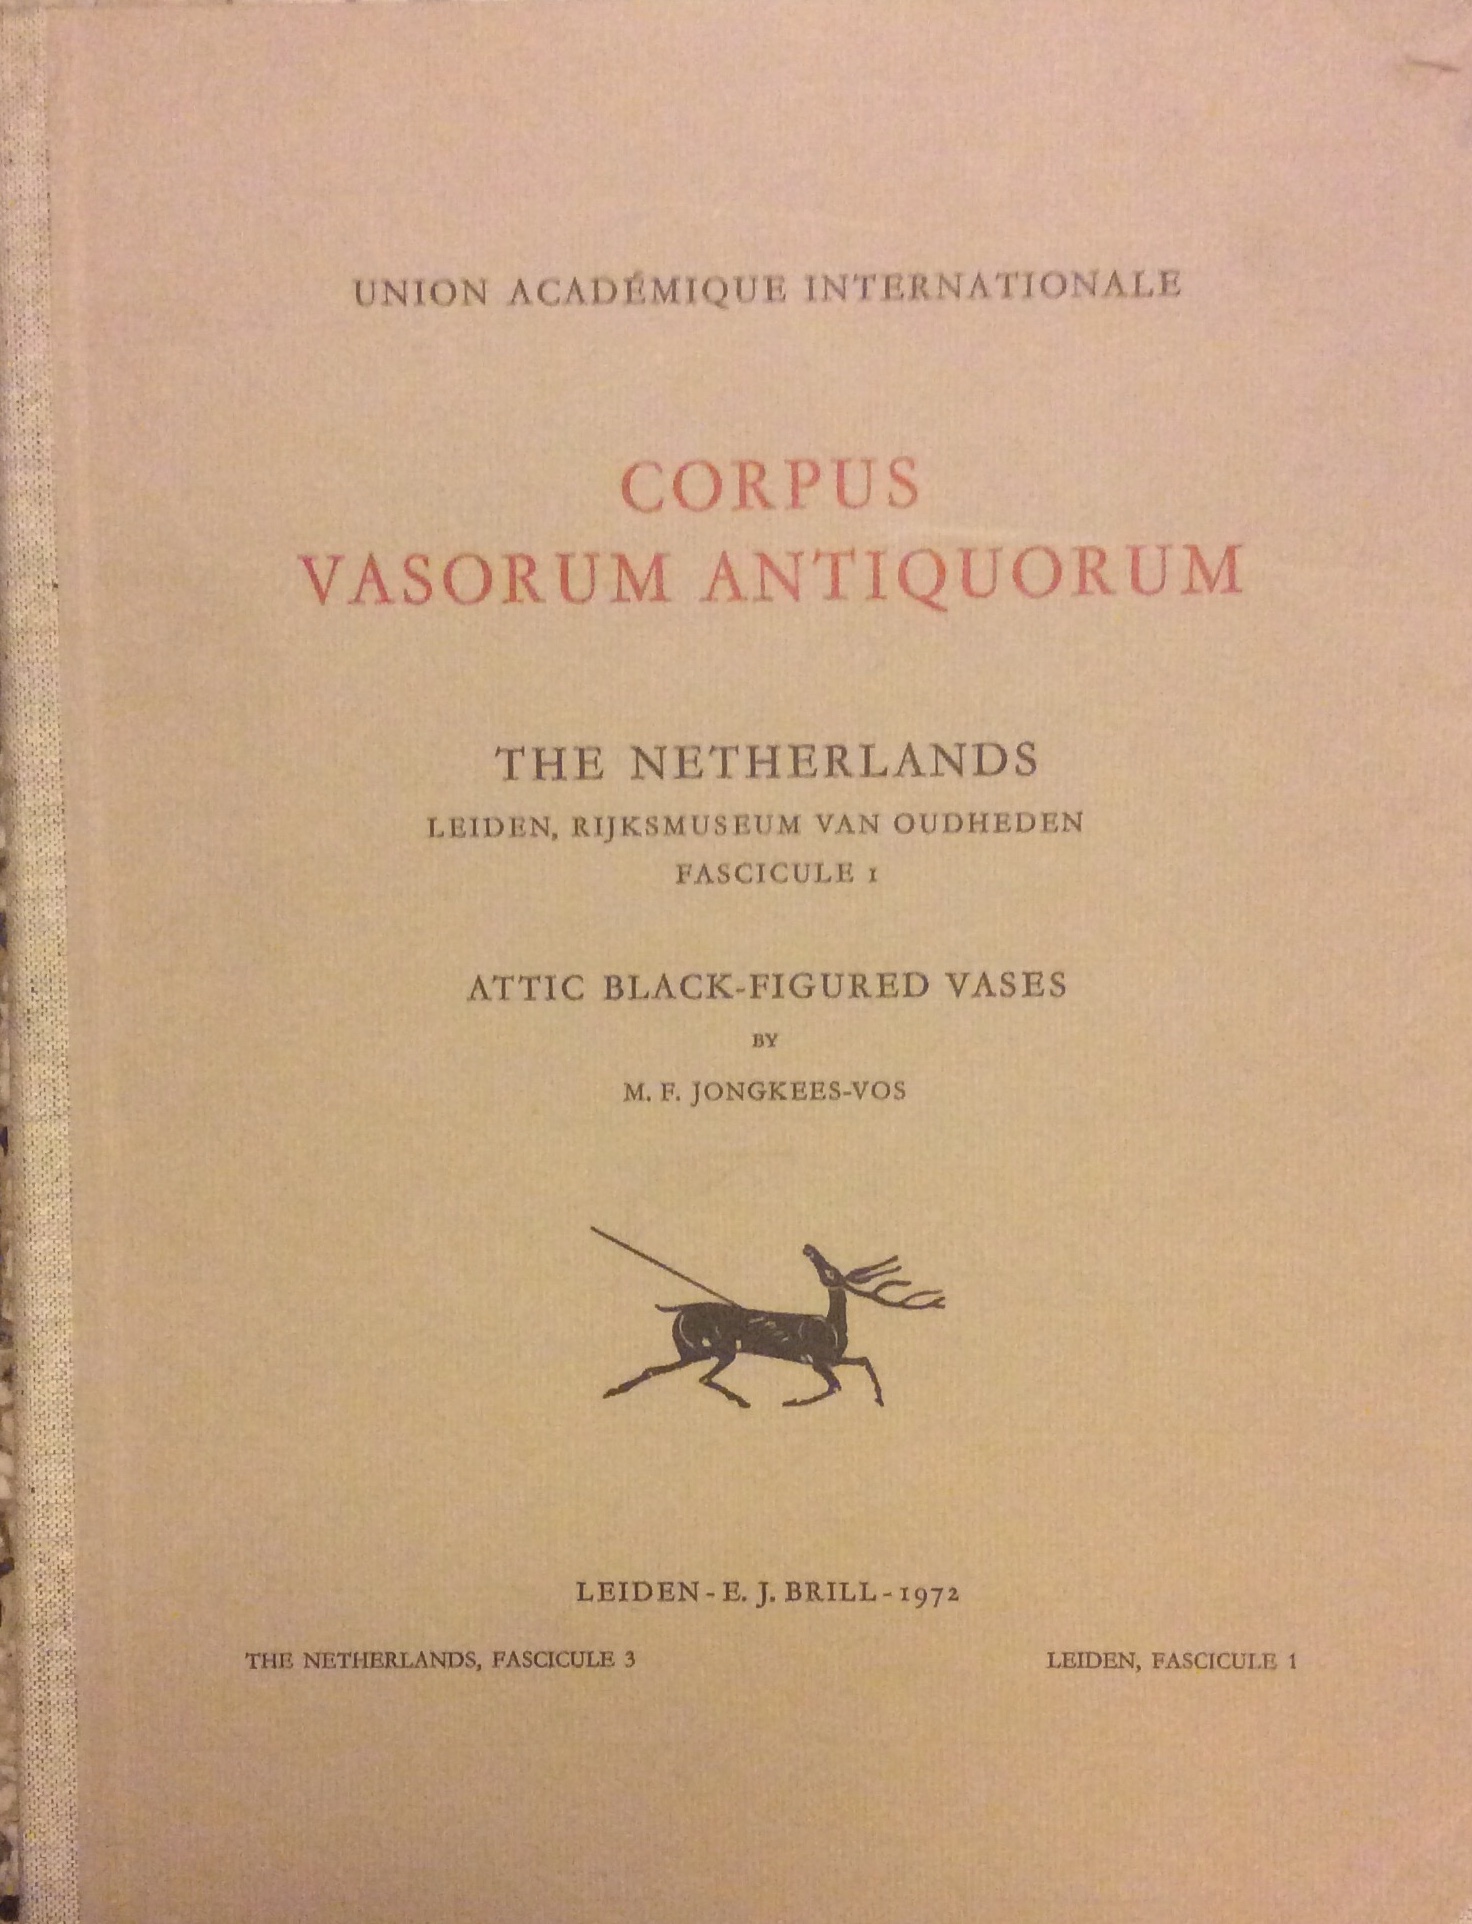 UNION ACADÉMIQUE INTERNATIONALE
CORPUS
VASORUM ANTIQUORUM
THE NETHERLANDS
LEIDEN, RIJKSMUSEUM VAN OUDHEDEN
FASCICULE 1
ATTIC BLACK-FIGURED VASES
BY
M. F. JONGKEES-VOS
LEIDEN - E. J. BRILL - 1972
THE NETHERLANDS, FASCICULE 3
LEIDEN, FASCICULE 1